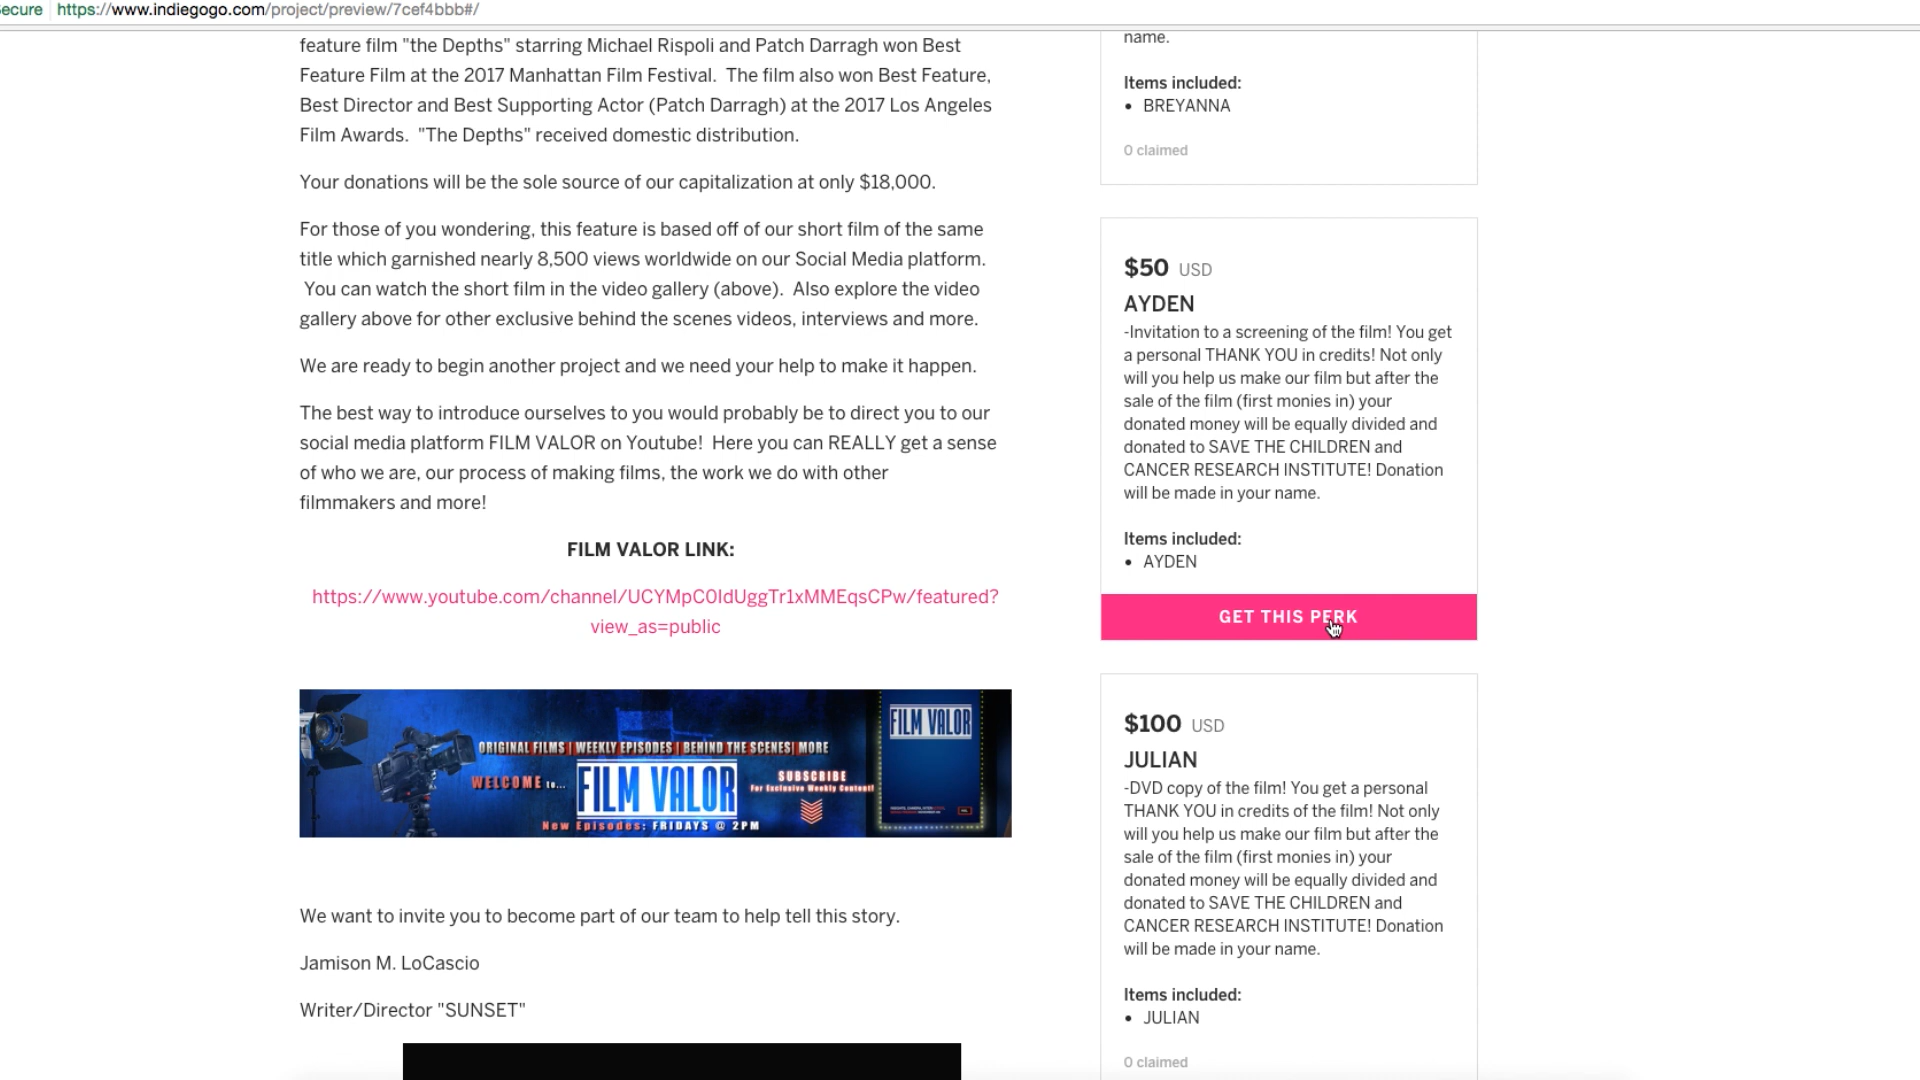 ecure https://www.indiegogo.com/project/preview/7cef4bbb#/
feature film "the Depths" starring Michael Rispoli and Patch Darragh won Best
Feature Film at the 2017 Manhattan Film Festival. The film also won Best Feature,
Best Director and Best Supporting Actor (Patch Darragh) at the 2017 Los Angeles
Film Awards. "The Depths" received domestic distribution.
Your donations will be the sole source of our capitalization at only $18,000.
For those of you wondering, this feature is based off of our short film of the same
title which garnished nearly 8,500 views worldwide on our Social Media platform.
You can watch the short film in the video gallery (above). Also explore the video
gallery above for other exclusive behind the scenes videos, interviews and more.
We are ready to begin another project and we need your help to make it happen.
The best way to introduce ourselves to you would probably be to direct you to our
social media platform FILM VALOR on Youtube! Here you can REALLY get a sense
of who we are, our process of making films, the work we do with other
filmmakers and more!
FILM VALOR LINK:
https://www.youtube.com/channel/UCYMpC0IdUggTr1xMMEqsCPw/featured?
view_as=public
ORIGINAL FILMS | WEEKLY EPISODES | BEHIND THE SCENES| MORE
WELCOME to...
FILM VALOR
SUBSCRIBE
For Exclusive Weekly Content!
New Episodes: FRIDAYS @ 2PM
FILM VALOR
We want to invite you to become part of our team to help tell this story.
Jamison M. LoCascio
Writer/Director "SUNSET"
name.
Items included:
• BREYANNA
0 claimed
$50 USD
AYDEN
-Invitation to a screening of the film! You get
a personal THANK YOU in credits! Not only
will you help us make our film but after the
sale of the film (first monies in) your
donated money will be equally divided and
donated to SAVE THE CHILDREN and
CANCER RESEARCH INSTITUTE! Donation
will be made in your name.
Items included:
• AYDEN
GET THIS PERK
$100 USD
JULIAN
-DVD copy of the film! You get a personal
THANK YOU in credits of the film! Not only
will you help us make our film but after the
sale of the film (first monies in) your
donated money will be equally divided and
donated to SAVE THE CHILDREN and
CANCER RESEARCH INSTITUTE! Donation
will be made in your name.
Items included:
• JULIAN
0 claimed